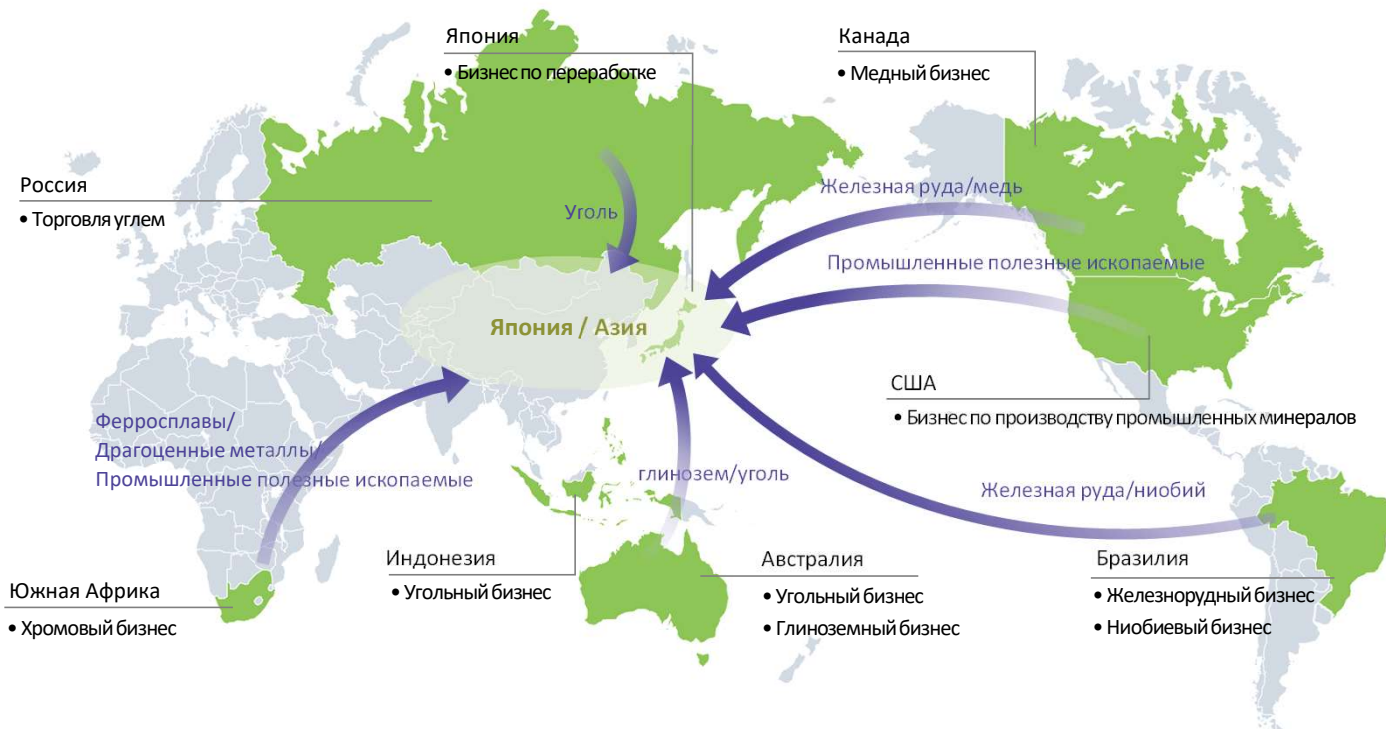 Япония
• Бизнес по переработке
Канада
• Медный бизнес
Россия
• Торговля углем
Уголь
Железная руда/медь
Промышленные полезные ископаемые
Япония / Азия
США
• Бизнес по производству промышленных минералов
Ферросплавы/
Драгоценные металлы/
Промышленные полезные ископаемые
глинозем/уголь
Железная руда/ниобий
Индонезия
• Угольный бизнес
Австралия
• Угольный бизнес
• Глиноземный бизнес
Бразилия
• Железнорудный бизнес
• Ниобиевый бизнес
Южная Африка
• Хромовый бизнес